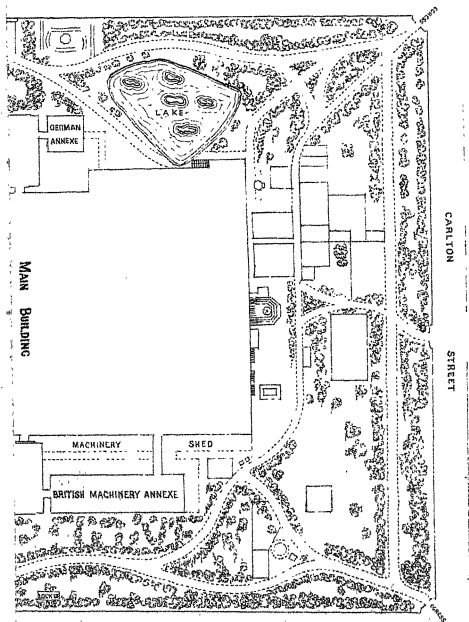 LAKE
GERMAN
ANNEXE
MAIN BUILDING
CARLTON
STREET
MACHINERY SHED
BRITISH MACHINERY ANNEXE